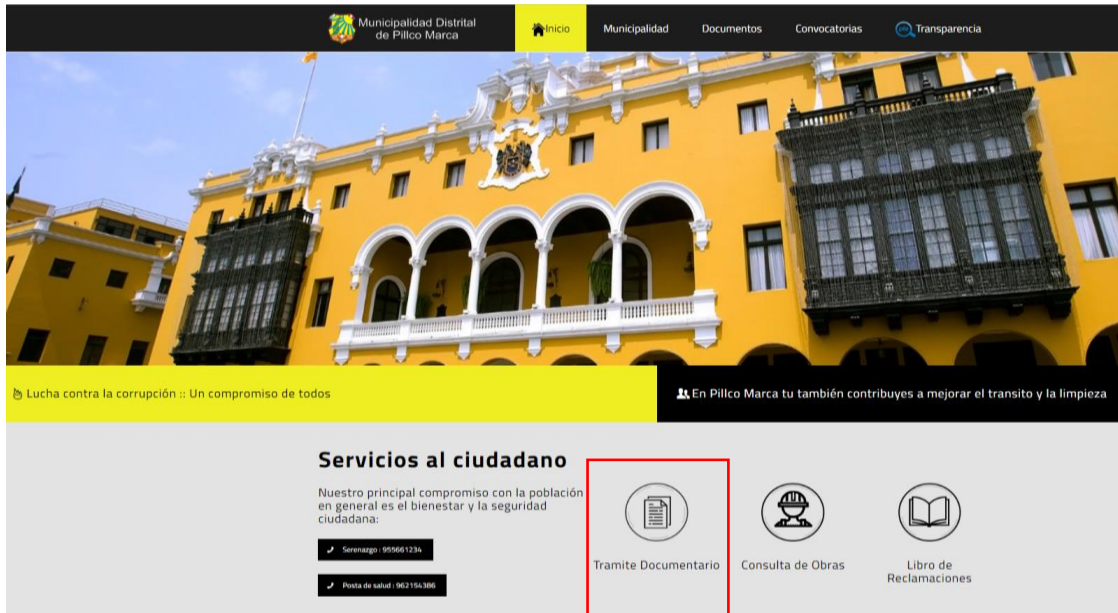 Municipalidad Distrital
de Pillco Marca
Inicio
Municipalidad
Documentos
Convocatorias
Transparencia
Lucha contra la corrupción :: Un compromiso de todos
En Pillco Marca tu también contribuyes a mejorar el transito y la limpieza
Servicios al ciudadano
Nuestro principal compromiso con la población
en general es el bienestar y la seguridad
ciudadana:
Serenazgo : 955661234
Posta de salud : 962154386
Tramite Documentario
Consulta de Obras
Libro de
Reclamaciones